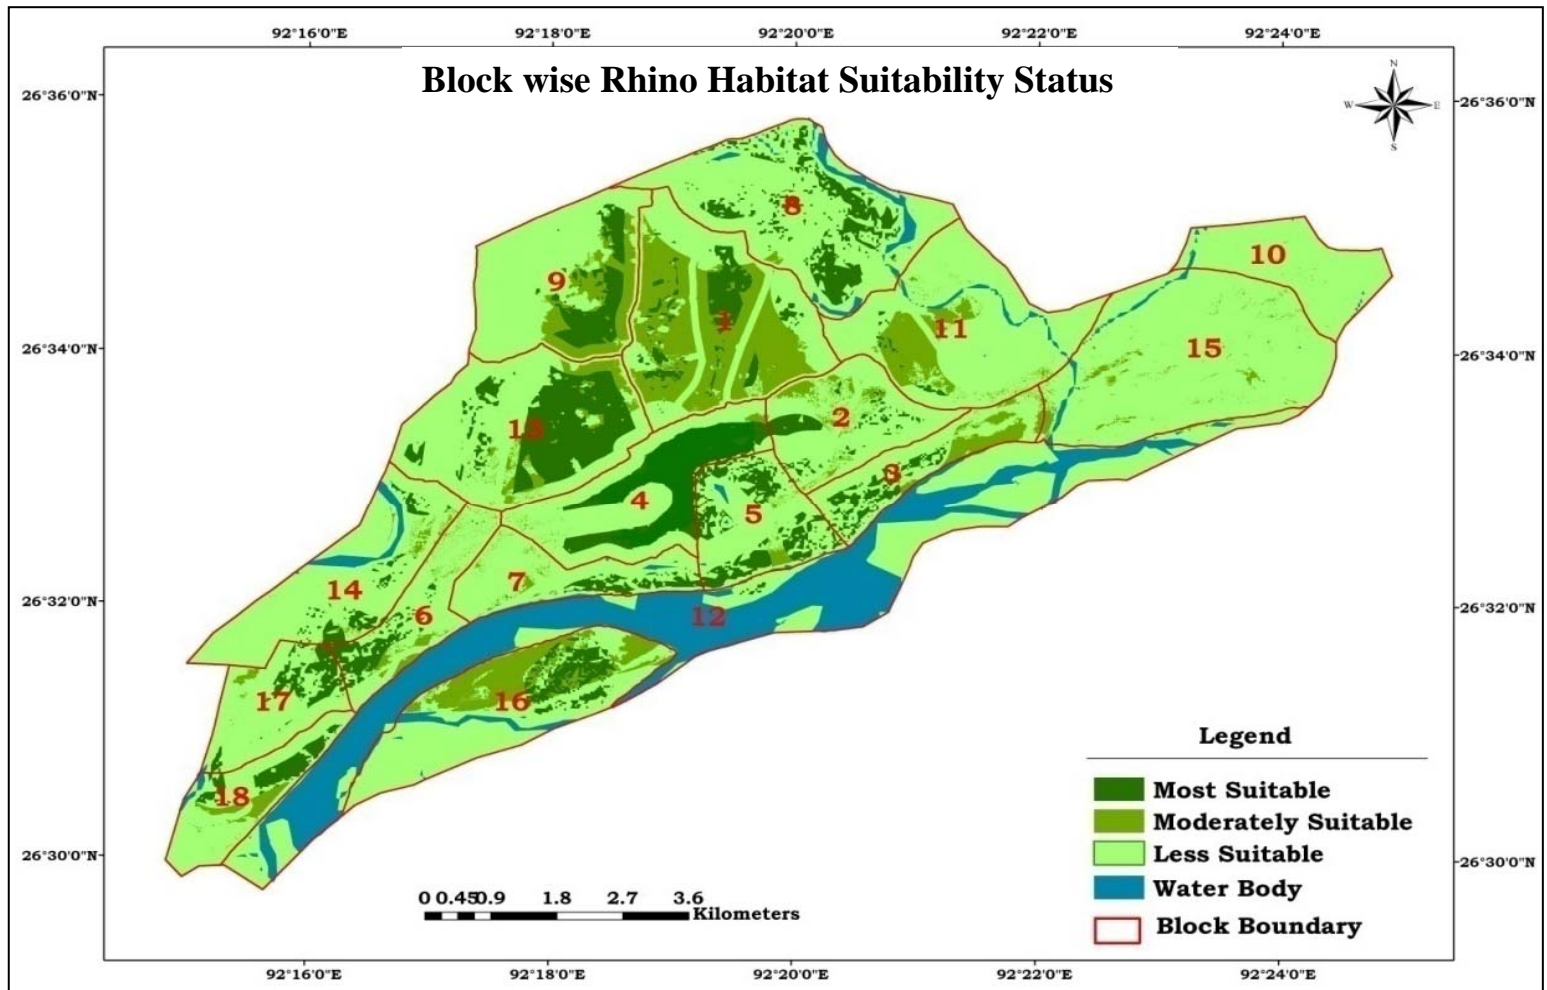 92°16'0"E 92°18'0"E 92°20'0"E 92°22'0"E 92°24'0"E
Block wise Rhino Habitat Suitability Status
26°36'0"N 26°36'0"N
N
W E
S
8
10
9
1
11
26°34'0"N 15 26°34'0"N
2
13
3
4
5
7
14
26°32'0"N 26°32'0"N
6
12
17 16
18
Legend
Most Suitable
Moderately Suitable
Less Suitable
26°30'0"N 26°30'0"N
Water Body
0 0.45 0.9 1.8 2.7 3.6
Kilometers
Block Boundary
92°16'0"E 92°18'0"E 92°20'0"E 92°22'0"E 92°24'0"E